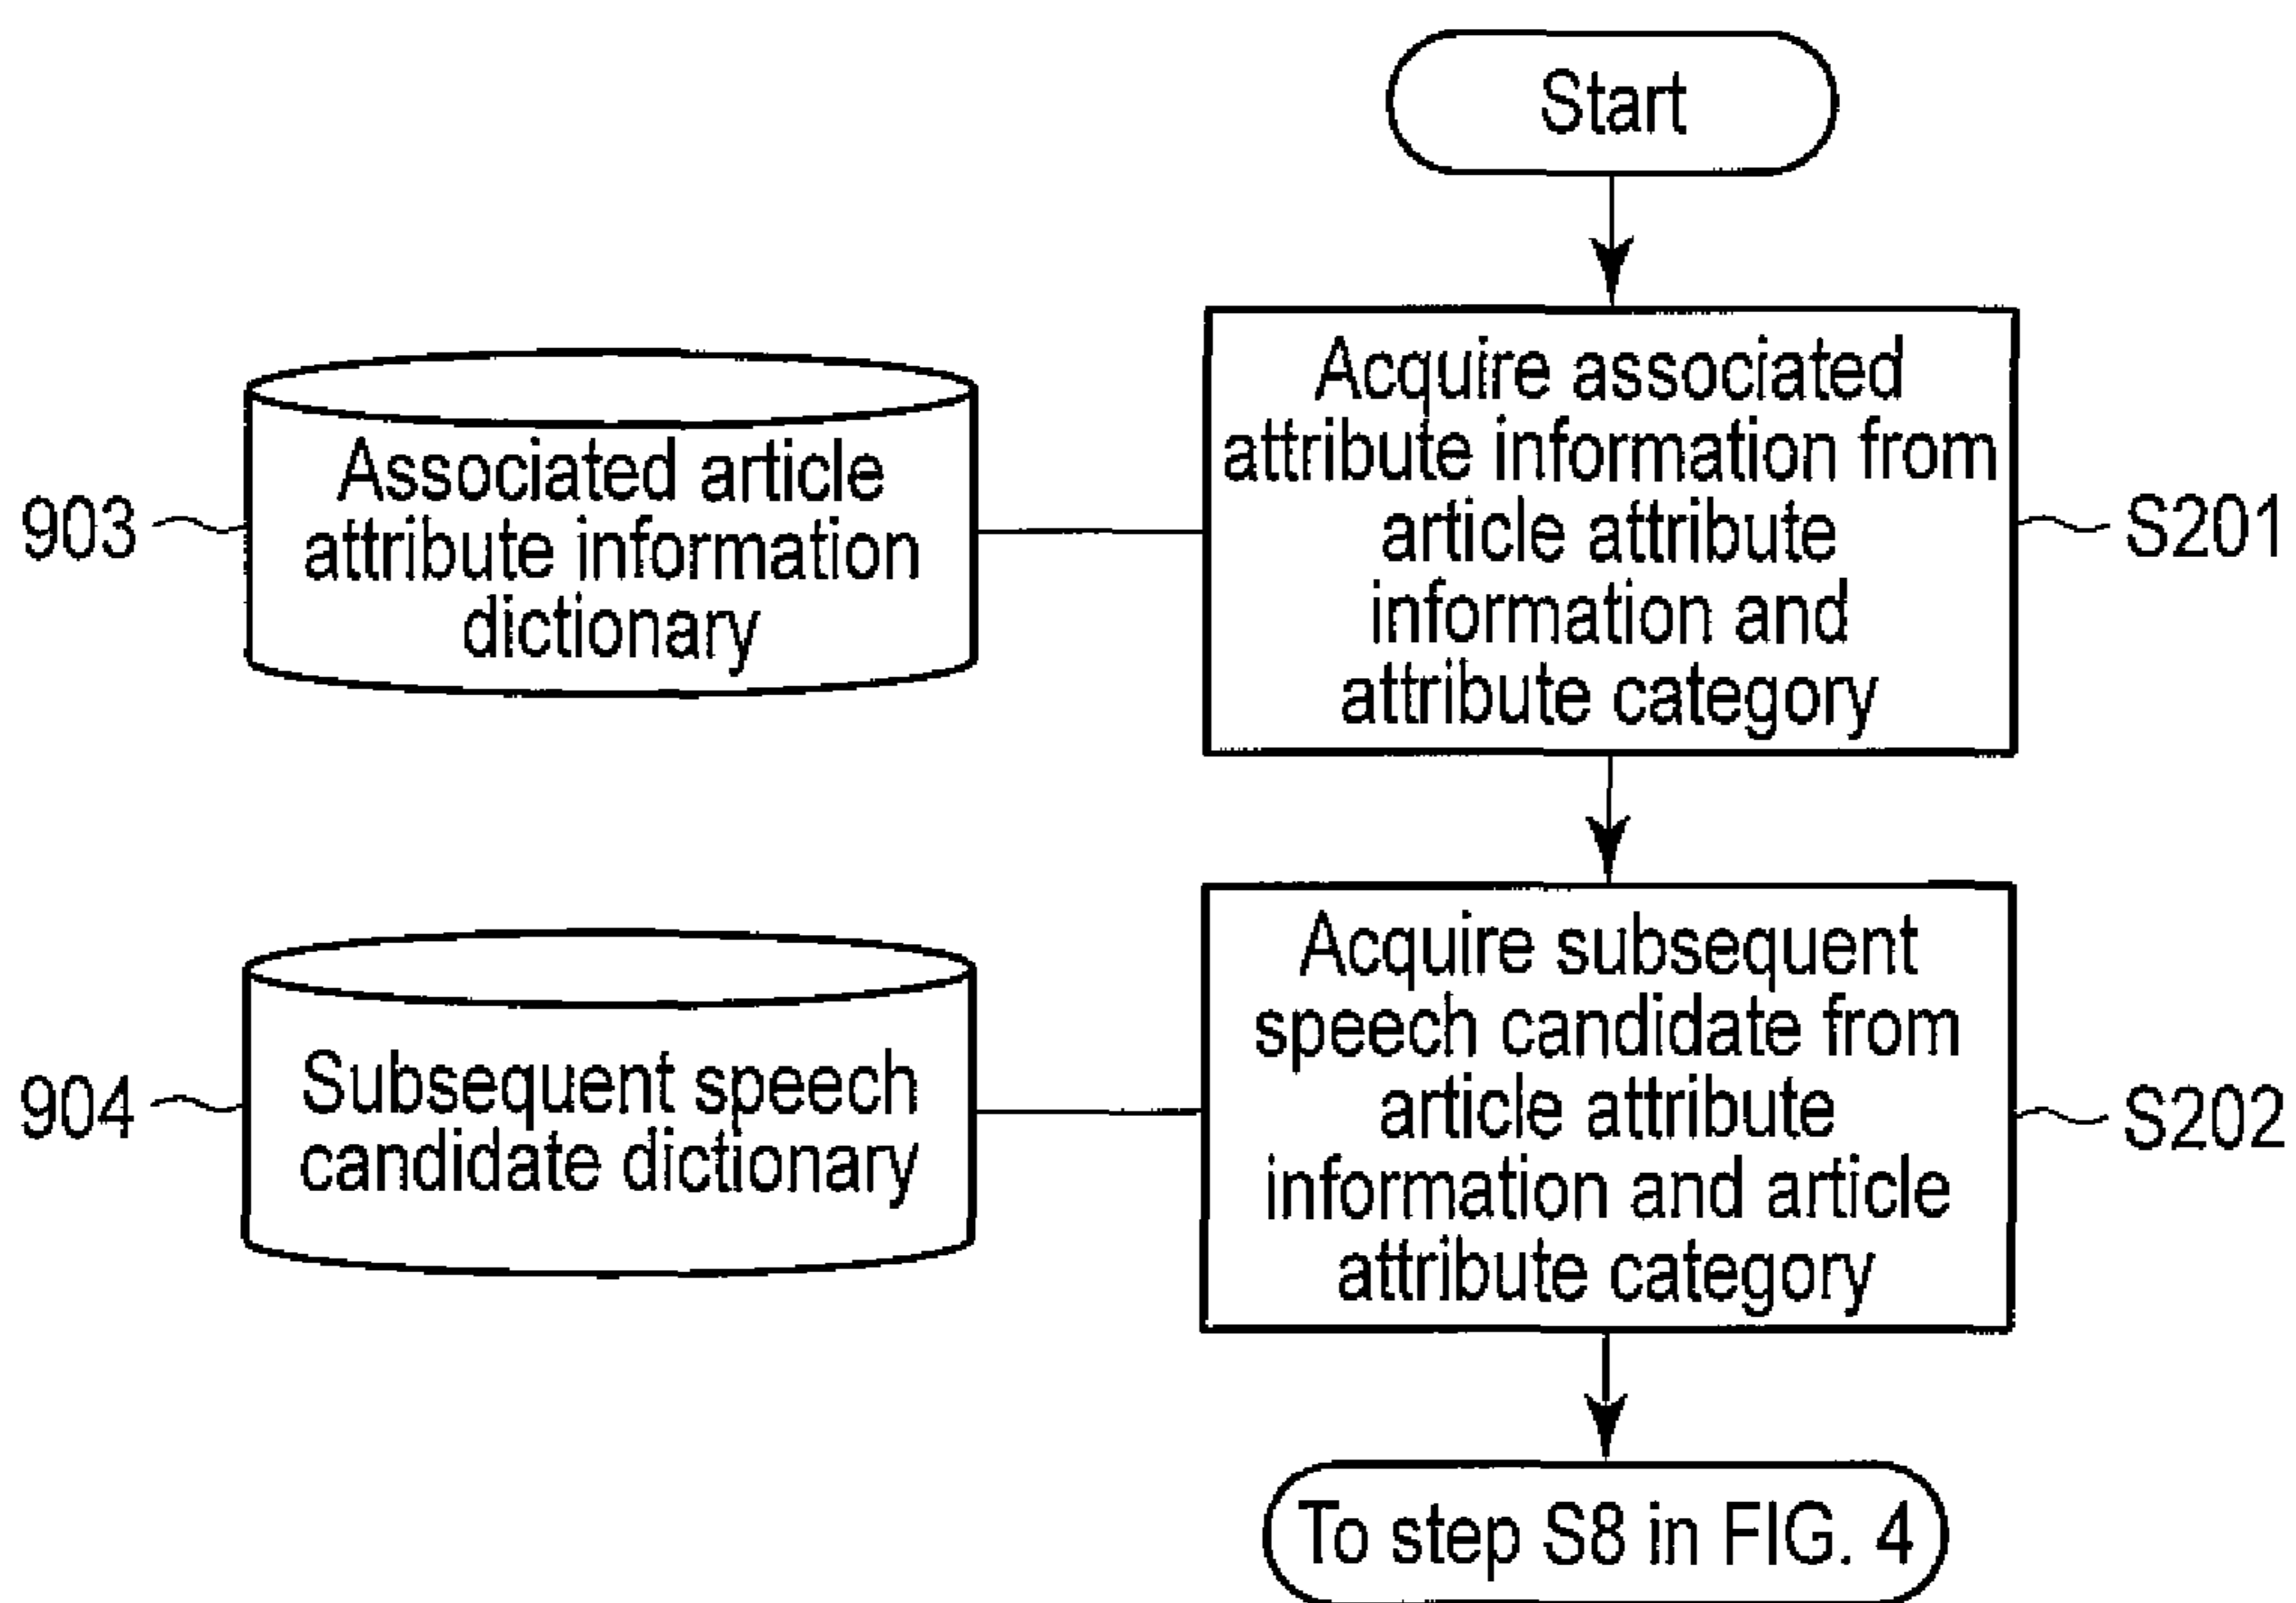 Start
Acquire associated
attribute information from
article attribute
information and
attribute category
S201
Associated article
attribute information
dictionary
903
Acquire subsequent
speech candidate from
article attribute
information and article
attribute category
S202
Subsequent speech
candidate dictionary
904
To step S8 in FIG. 4